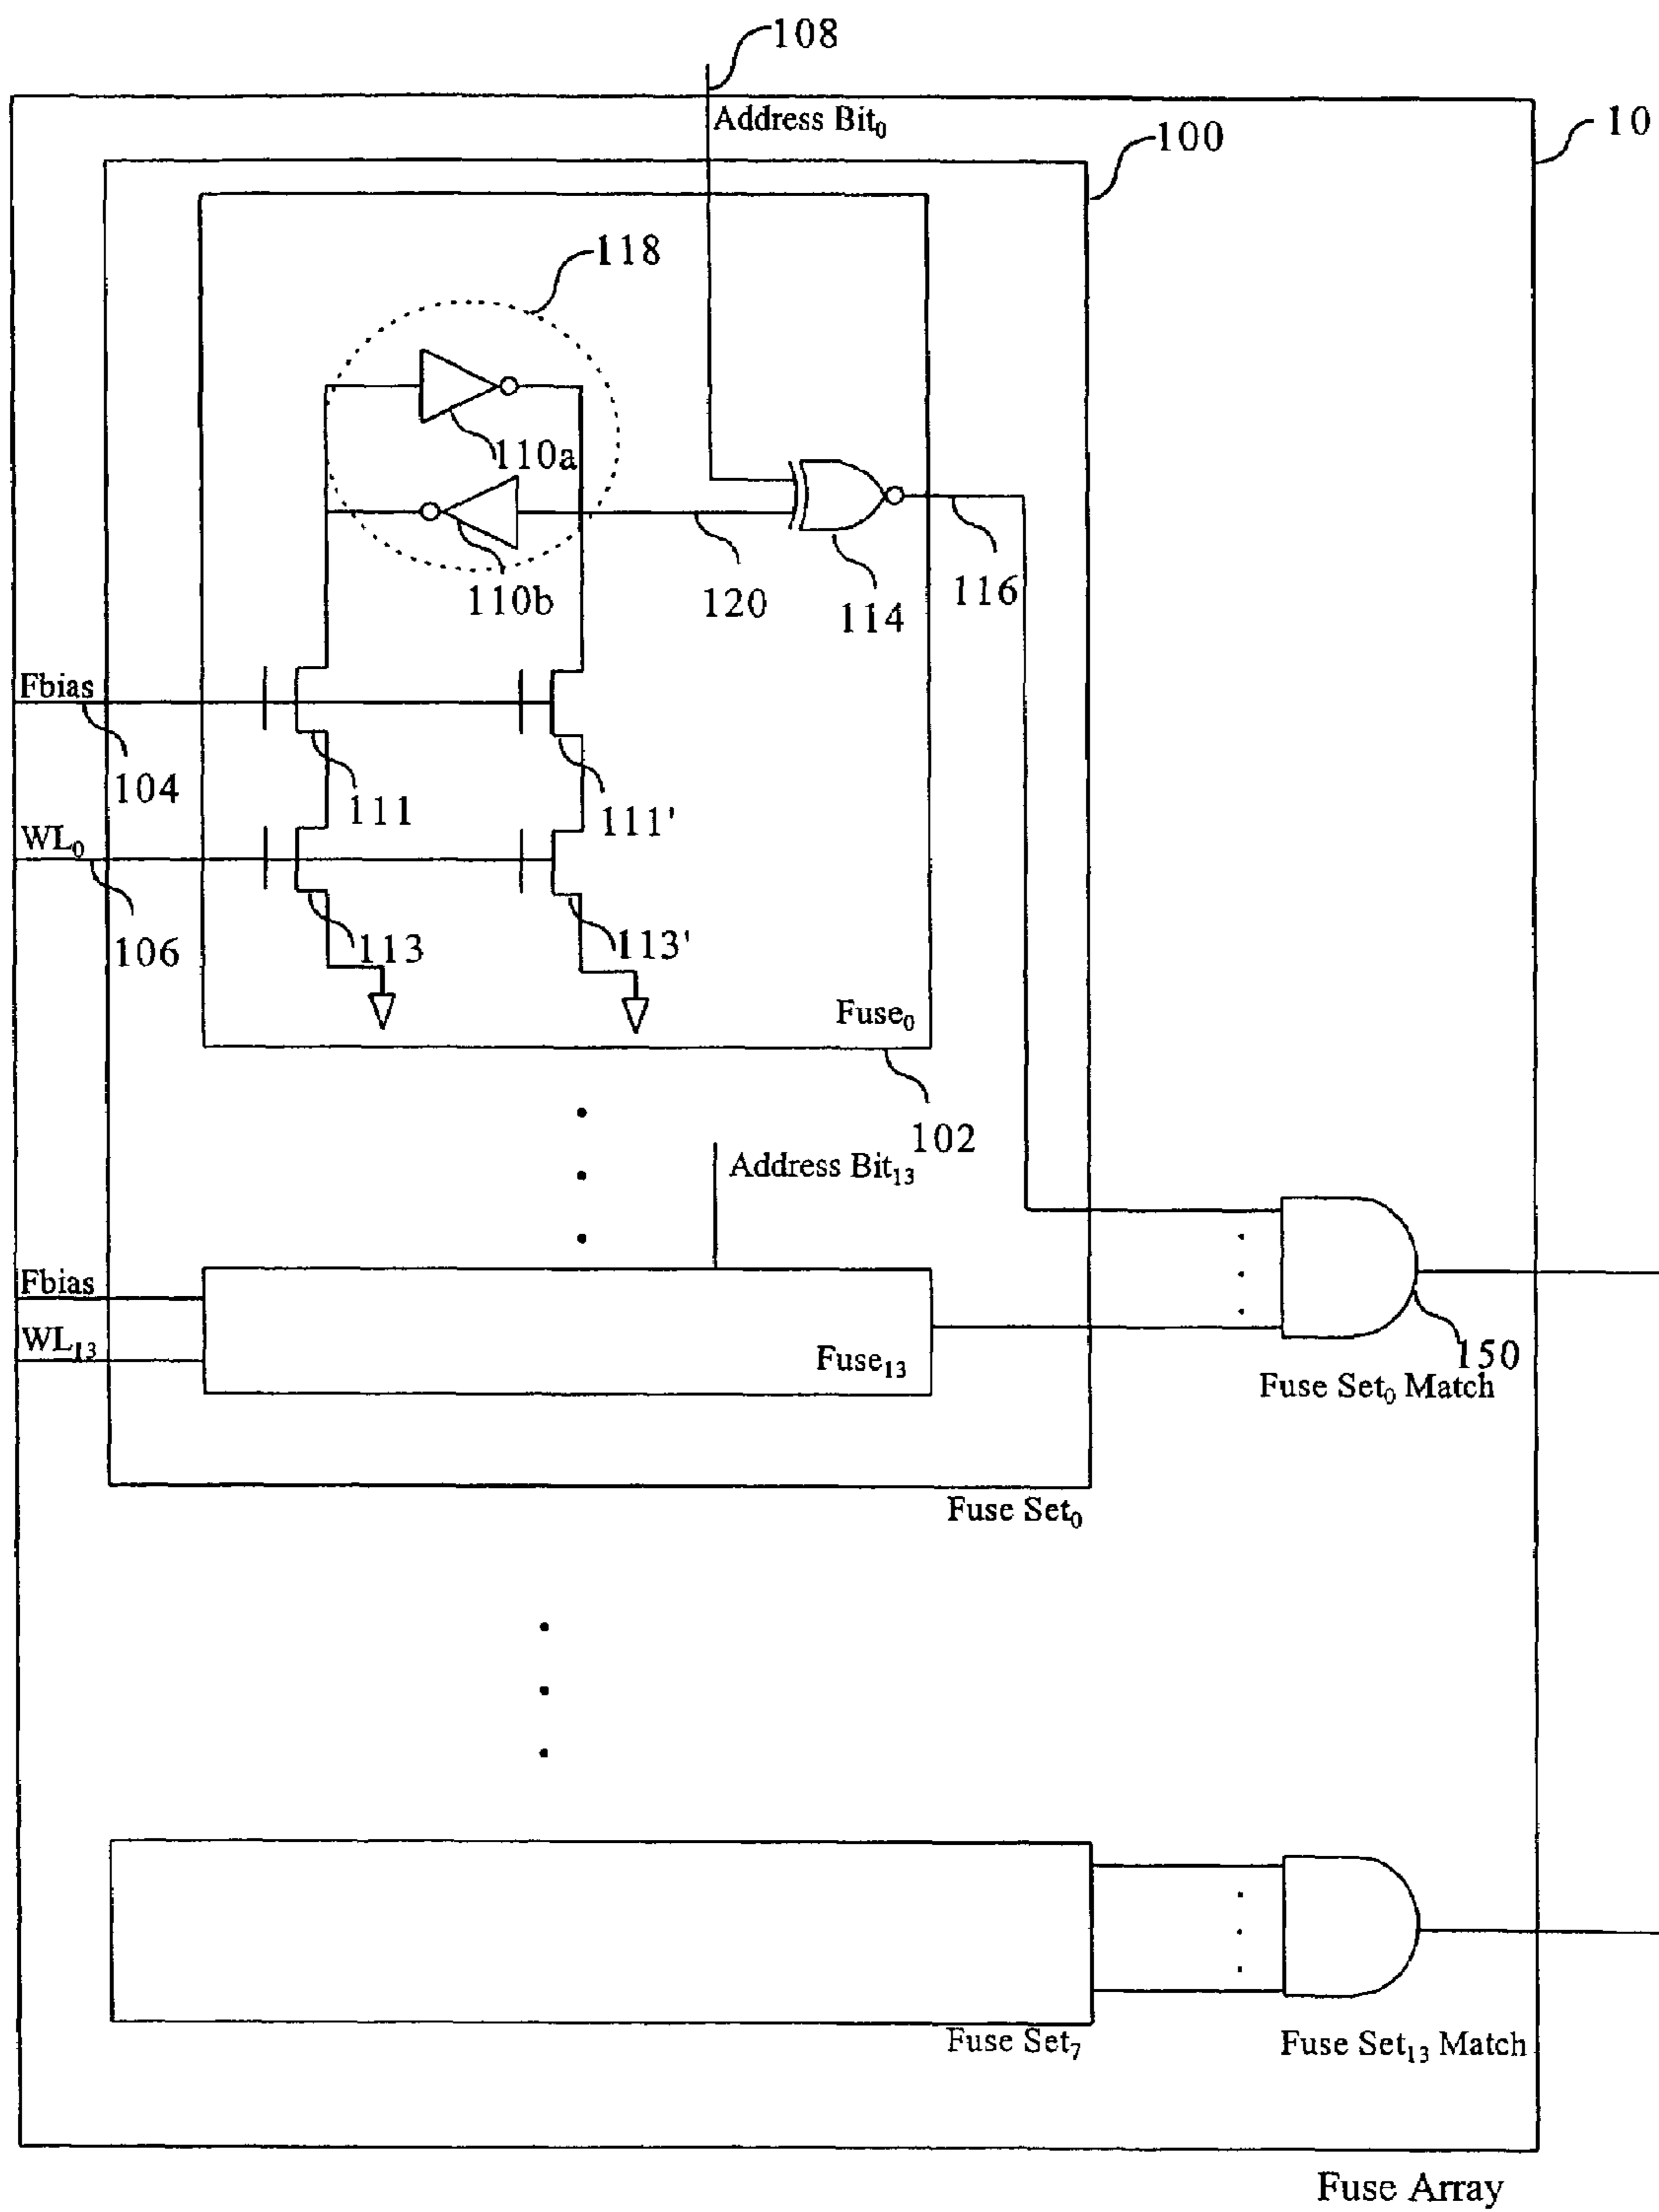 108
Address Bit₀
10
100
118
110a
110b
120
114
116
Fbias
104
111
111'
WL₀
106
113
113'
Fuse₀
102
Address Bit₁₃
Fbias
WL₁₃
Fuse₁₃
150
Fuse Set₀ Match
Fuse Set₀
Fuse Set₇
Fuse Set₁₃ Match
Fuse Array